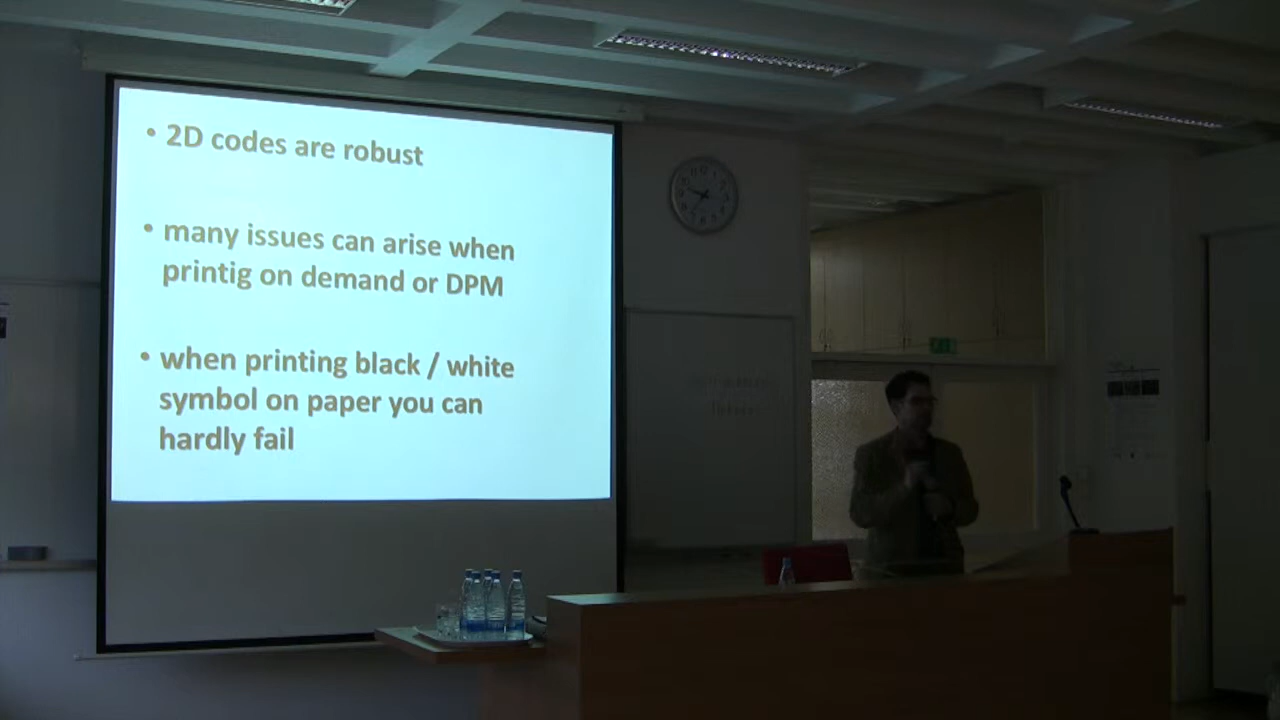 • 2D codes are robust
• many issues can arise when
printig on demand or DPM
• when printing black / white
symbol on paper you can
hardly fail